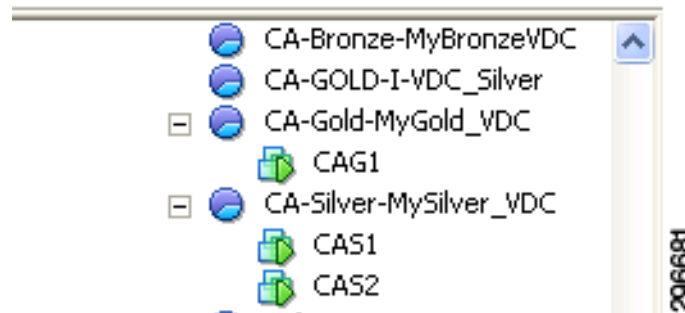 CA-Bronze-MyBronzeVDC
CA-GOLD-I-VDC_Silver
CA-Gold-MyGold_VDC
CAG1
CA-Silver-MySilver_VDC
CAS1
CAS2
296681